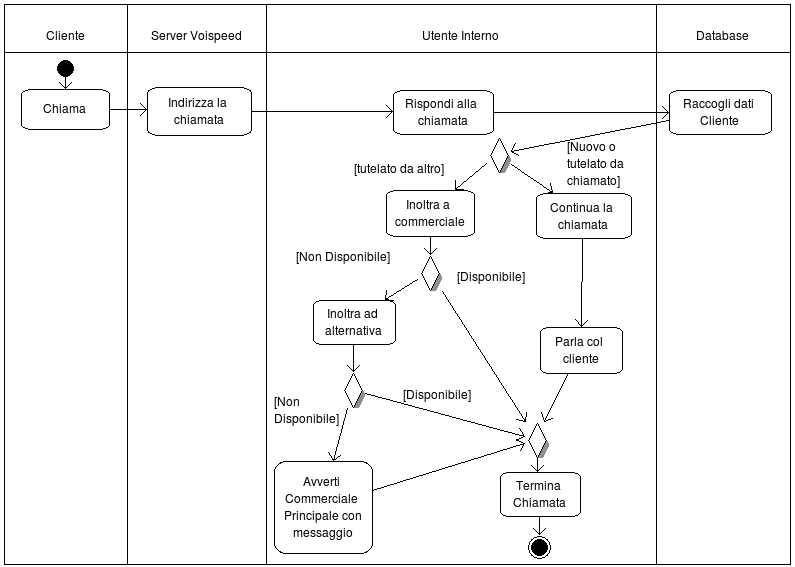 Cliente
Server Voispeed
Utente Interno
Database
Chiama
Indirizza la
chiamata
Rispondi alla
chiamata
Raccogli dati
Cliente
[Nuovo o
tutelato da
chiamato]
[tutelato da altro]
Inoltra a
commerciale
Continua la
chiamata
[Non Disponibile]
[Disponibile]
Inoltra ad
alternativa
Parla col
cliente
[Non
Disponibile]
[Disponibile]
Avverti
Commerciale
Principale con
messaggio
Termina
Chiamata